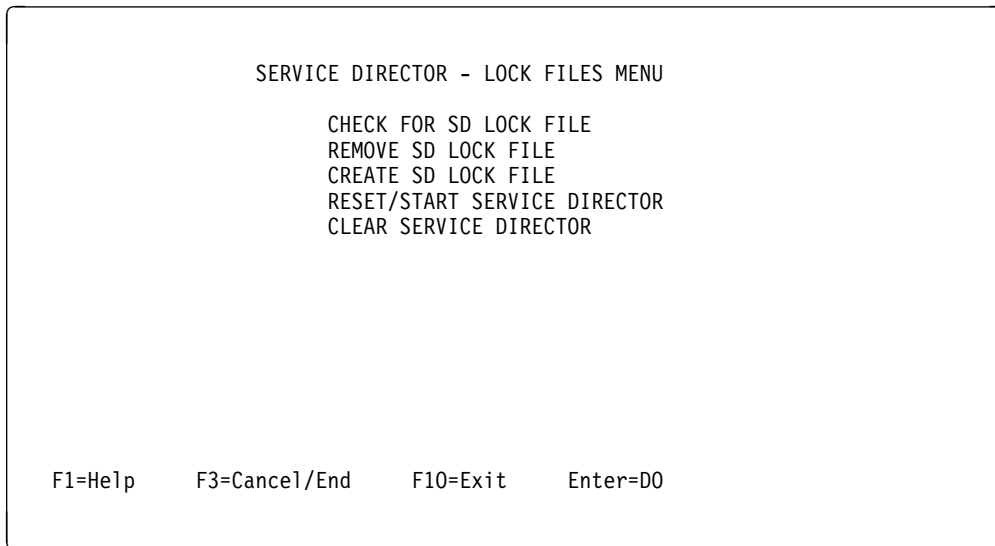 SERVICE DIRECTOR - LOCK FILES MENU
CHECK FOR SD LOCK FILE
REMOVE SD LOCK FILE
CREATE SD LOCK FILE
RESET/START SERVICE DIRECTOR
CLEAR SERVICE DIRECTOR
F1=Help F3=Cancel/End F10=Exit Enter=DO